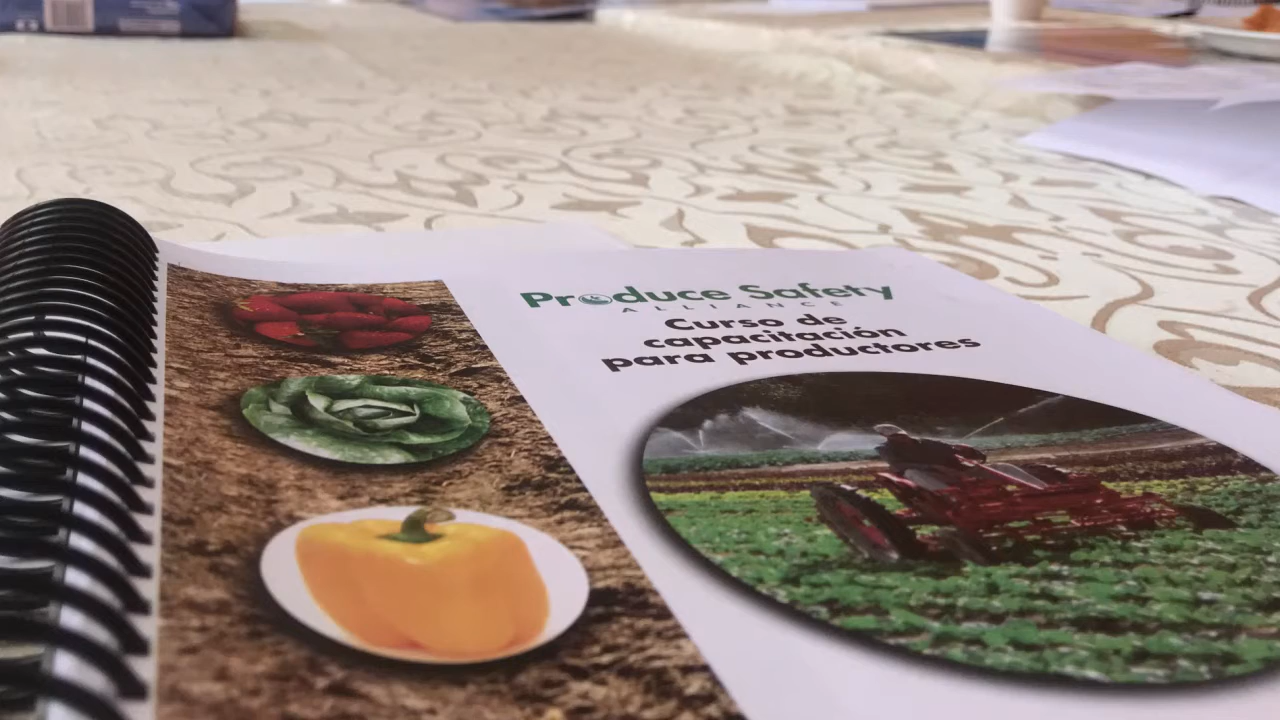 Produce Safety
ALLIANCE
Curso de
capacitación
para productores